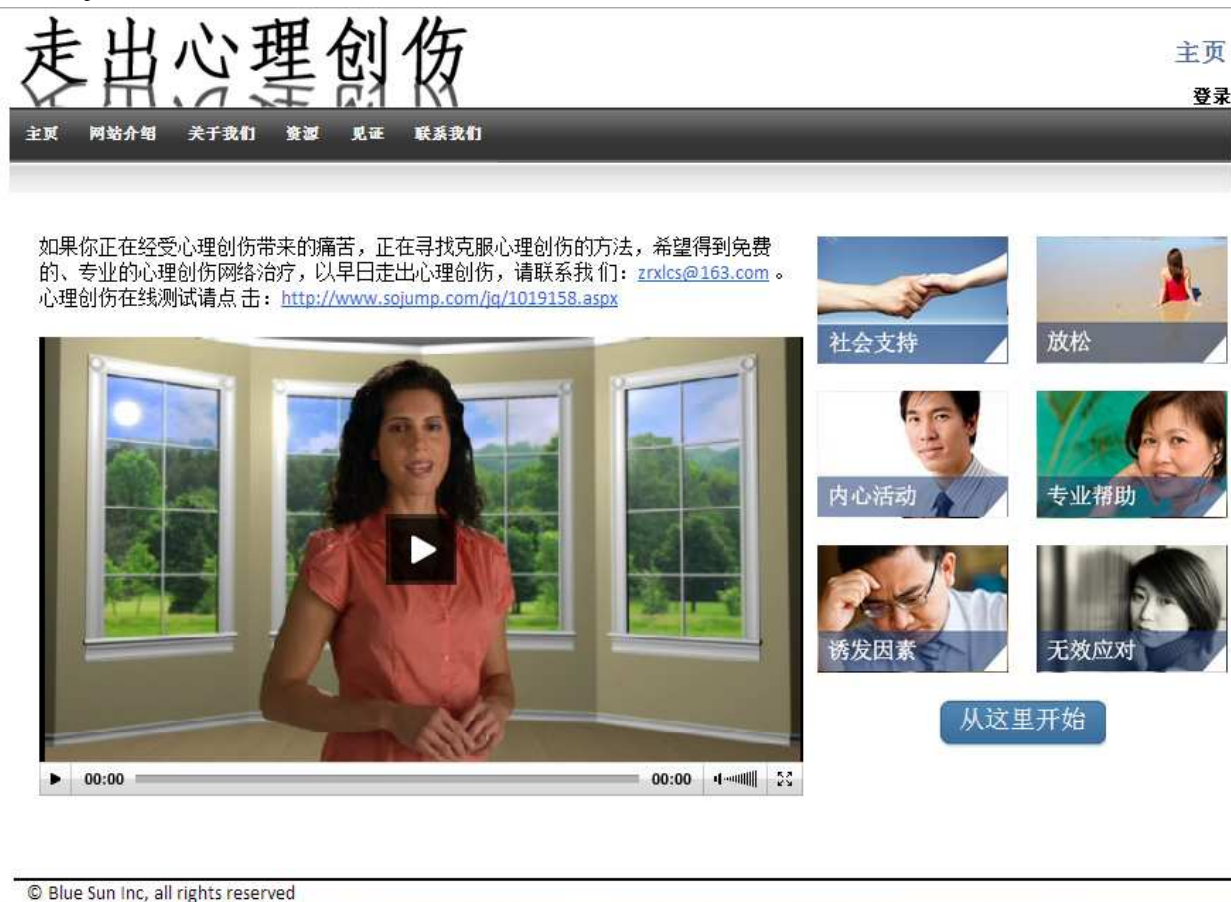 走出心理创伤
主页
登录
主页 网站介绍 关于我们 资源 见证 联系我们
如果你正在经受心理创伤带来的痛苦，正在寻找克服心理创伤的方法，希望得到免费
的、专业的心理创伤网络治疗，以早日走出心理创伤，请联系我们：zrxlcs@163.com 。
心理创伤在线测试请点击：http://www.sojump.com/jq/1019158.aspx
社会支持 放松
内心活动 专业帮助
诱发因素 无效应对
从这里开始
00:00 00:00
© Blue Sun Inc, all rights reserved